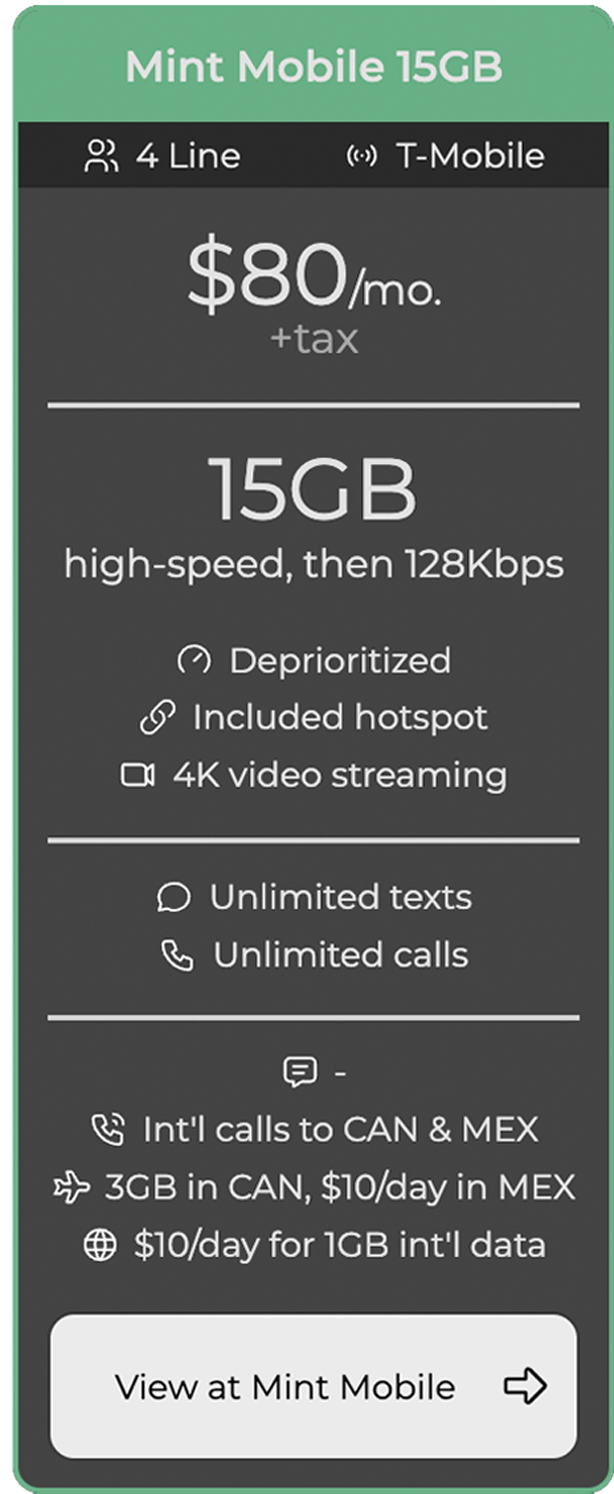 Mint Mobile 15GB
4 Line T-Mobile
$80/mo.
+tax
15GB
high-speed, then 128Kbps
Deprioritized
Included hotspot
4K video streaming
Unlimited texts
Unlimited calls
-
Int'l calls to CAN & MEX
3GB in CAN, $10/day in MEX
$10/day for 1GB int'l data
View at Mint Mobile